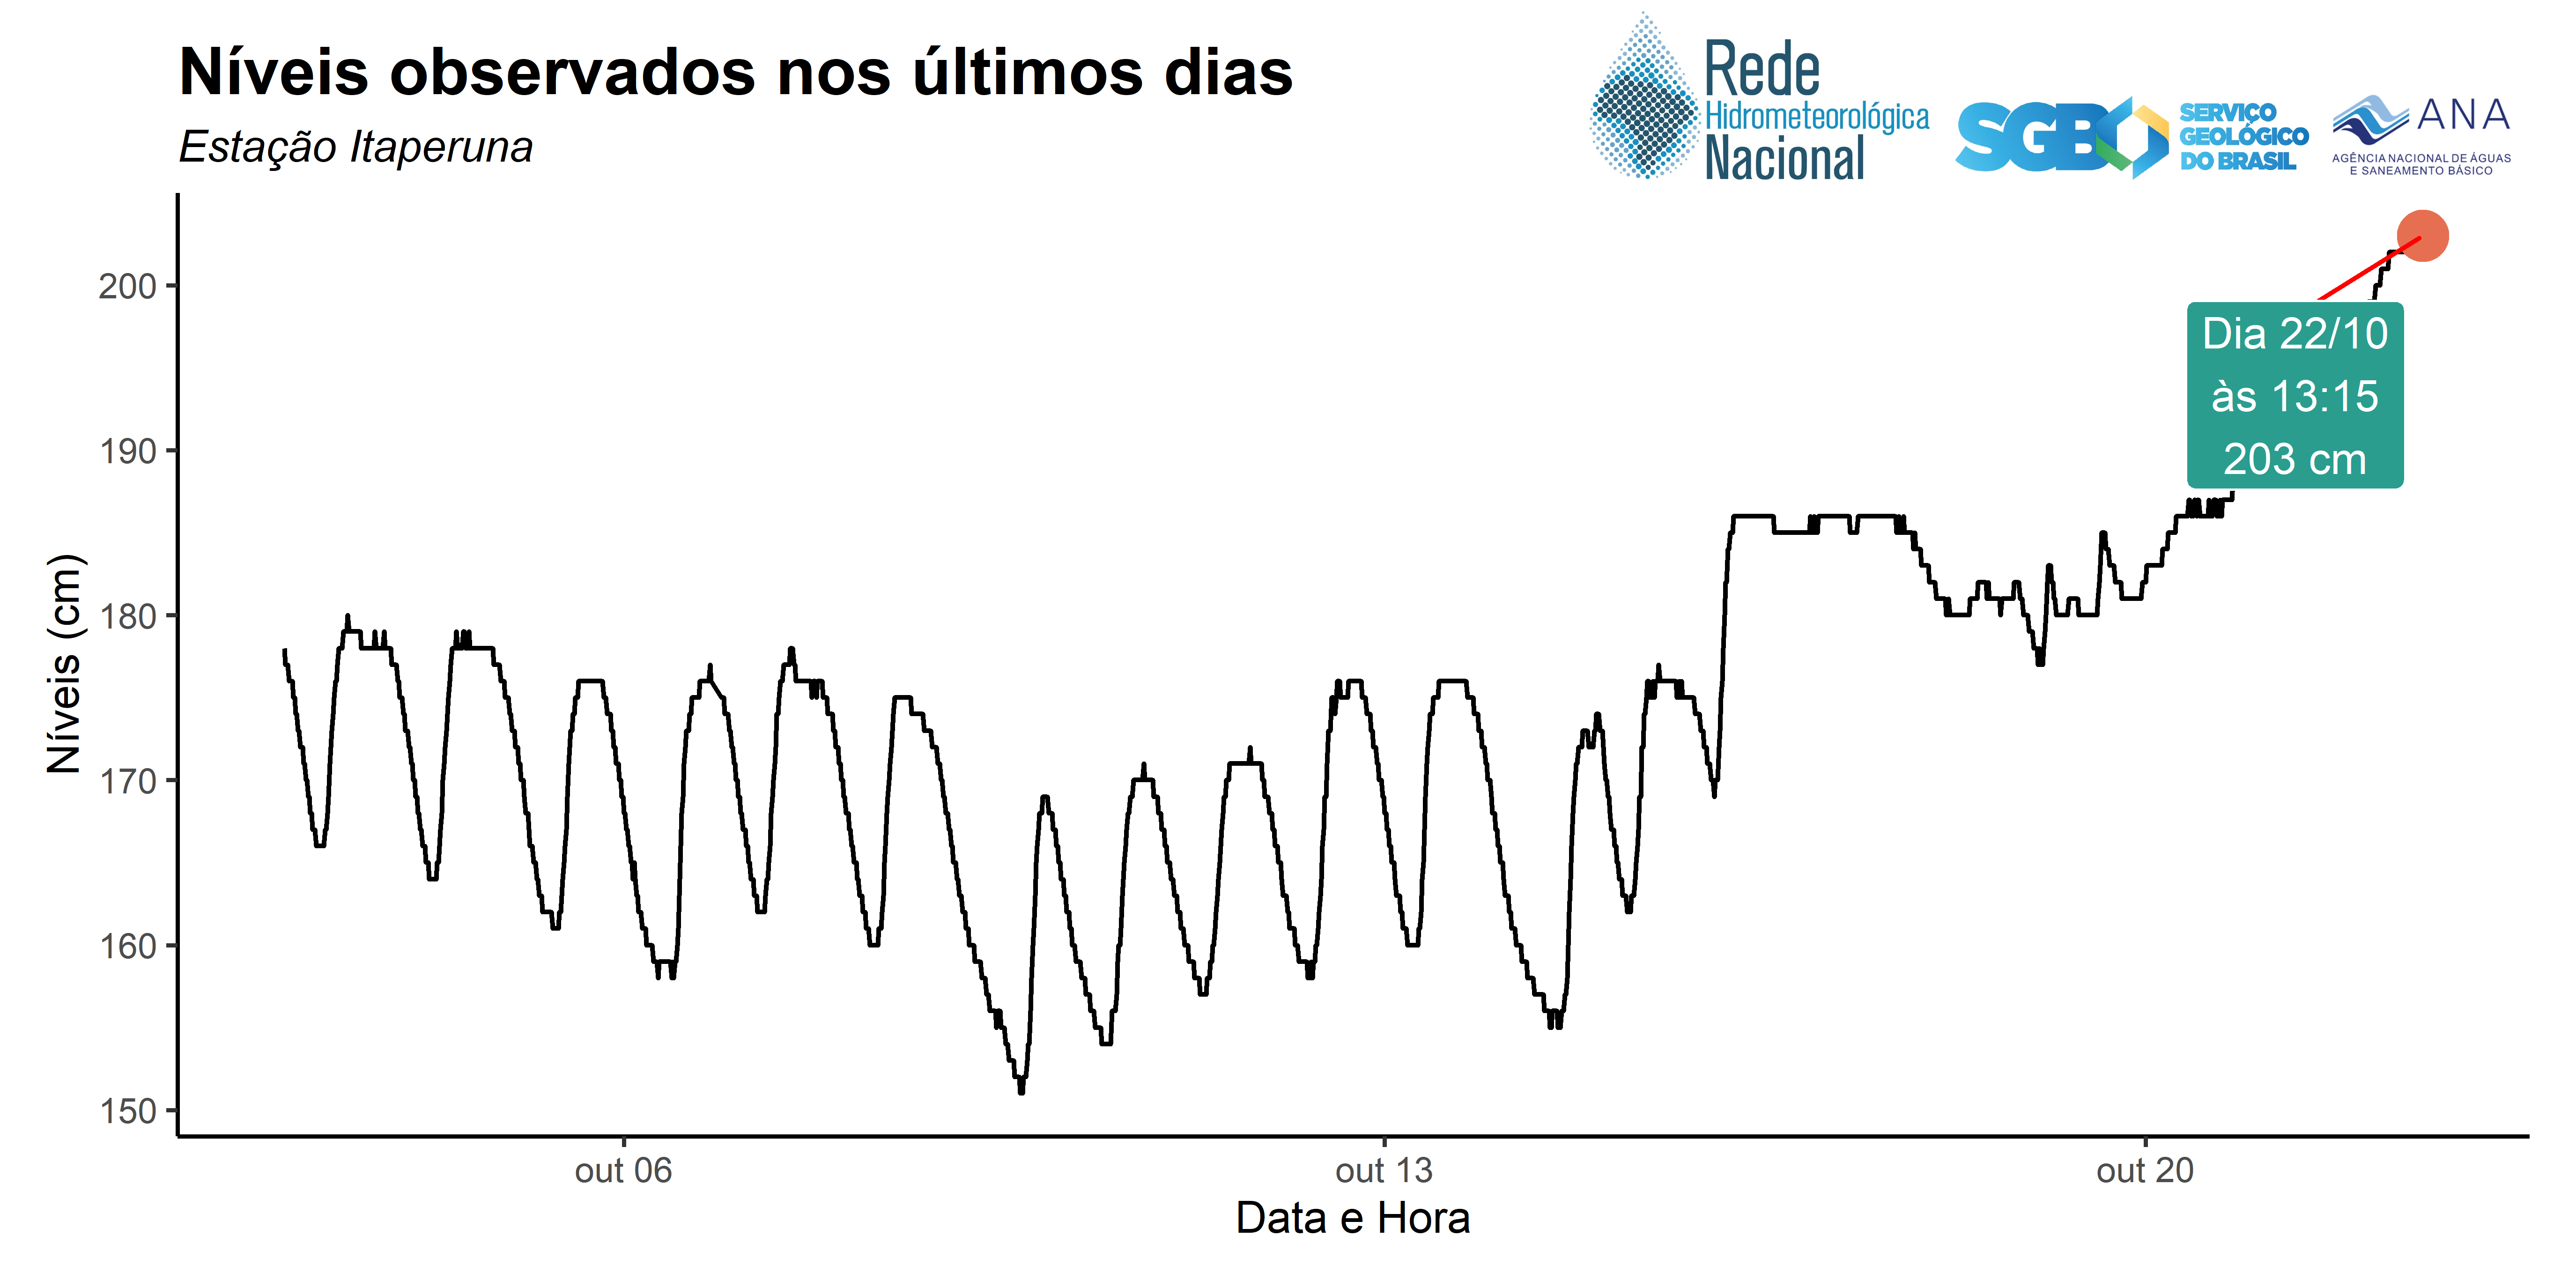 Níveis observados nos últimos dias
Estação Itaperuna
Rede
Hidrometeorológica
Nacional
SGB
SERVIÇO
GEOLÓGICO
DO BRASIL
ANA
AGÊNCIA NACIONAL DE ÁGUAS
E SANEAMENTO BÁSICO
200
190
180
170
160
150
Níveis (cm)
Dia 22/10
às 13:15
203 cm
out 06
out 13
out 20
Data e Hora